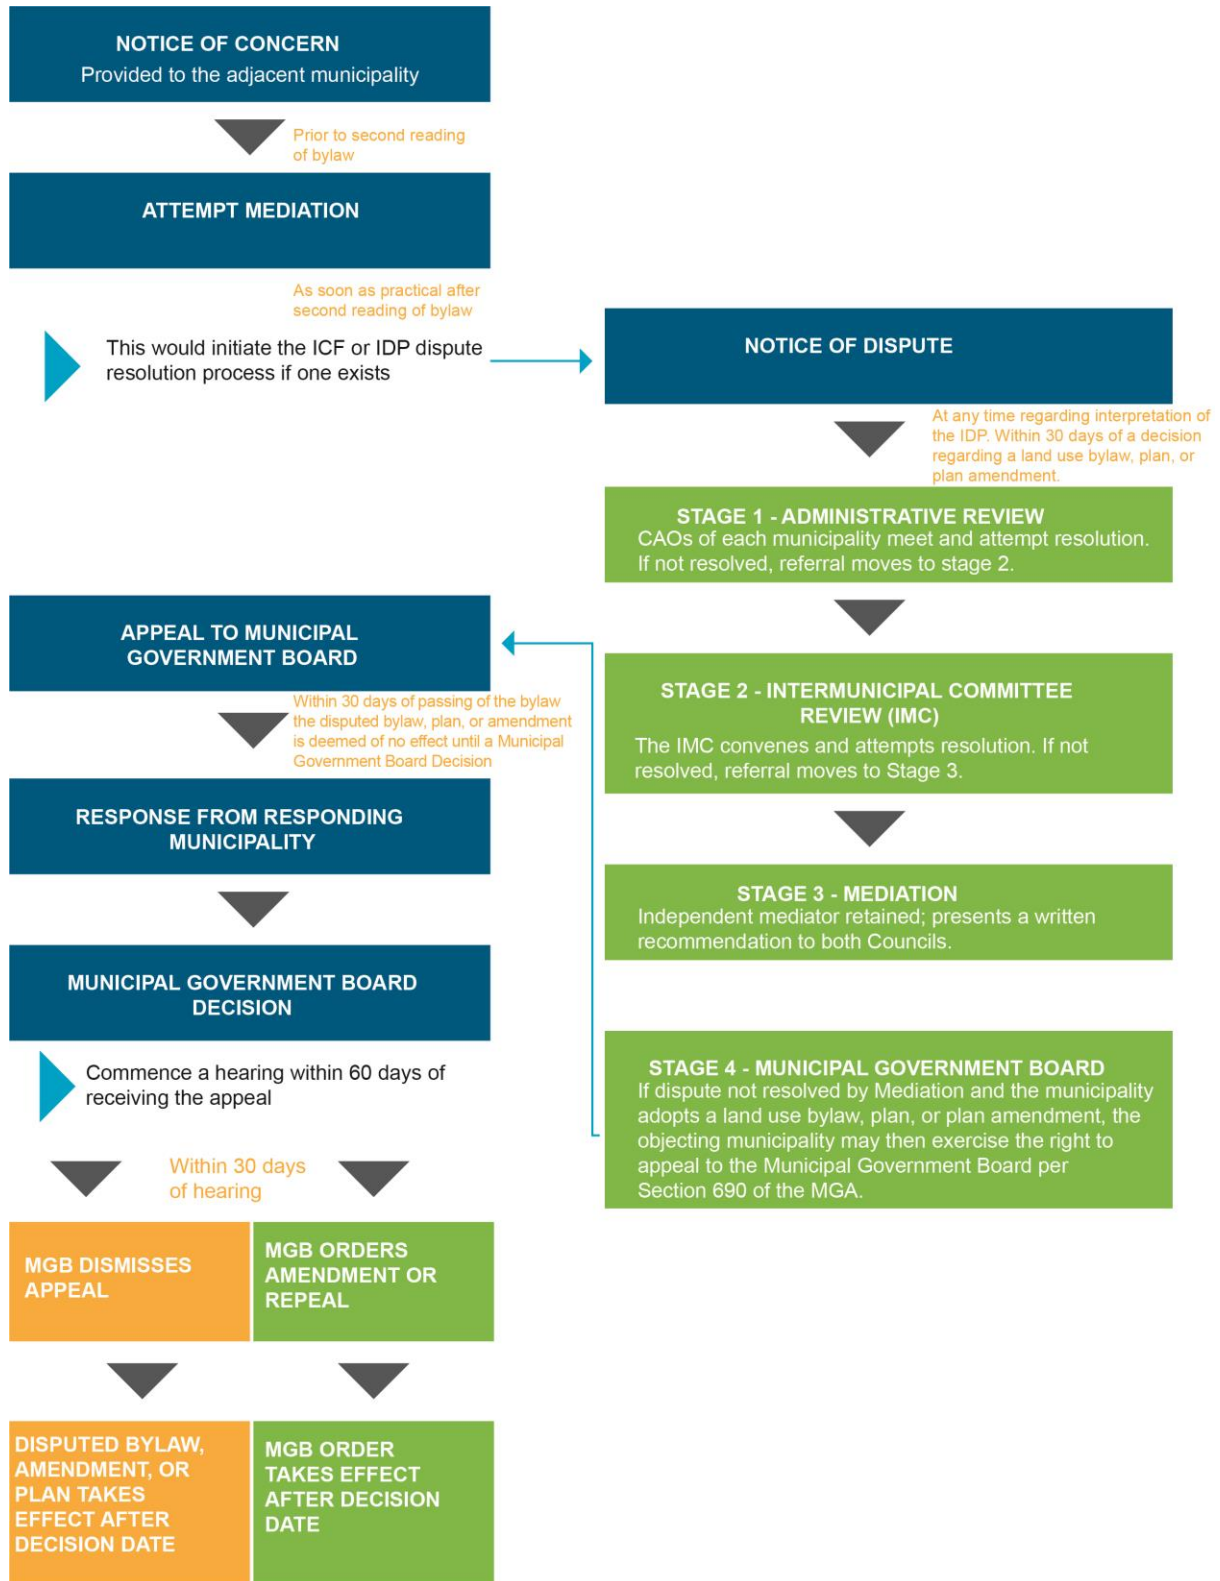 NOTICE OF CONCERN
Provided to the adjacent municipality
Prior to second reading
of bylaw
ATTEMPT MEDIATION
As soon as practical after
second reading of bylaw
This would initiate the ICF or IDP dispute
resolution process if one exists
NOTICE OF DISPUTE
At any time regarding interpretation of
the IDP. Within 30 days of a decision
regarding a land use bylaw, plan, or
plan amendment.
STAGE 1 - ADMINISTRATIVE REVIEW
CAOs of each municipality meet and attempt resolution.
If not resolved, referral moves to stage 2.
STAGE 2 - INTERMUNICIPAL COMMITTEE
REVIEW (IMC)
The IMC convenes and attempts resolution. If not
resolved, referral moves to Stage 3.
STAGE 3 - MEDIATION
Independent mediator retained; presents a written
recommendation to both Councils.
STAGE 4 - MUNICIPAL GOVERNMENT BOARD
If dispute not resolved by Mediation and the municipality
adopts a land use bylaw, plan, or plan amendment, the
objecting municipality may then exercise the right to
appeal to the Municipal Government Board per
Section 690 of the MGA.
APPEAL TO MUNICIPAL
GOVERNMENT BOARD
Within 30 days of passing of the bylaw
the disputed bylaw, plan, or amendment
is deemed of no effect until a Municipal
Government Board Decision
RESPONSE FROM RESPONDING
MUNICIPALITY
MUNICIPAL GOVERNMENT BOARD
DECISION
Commence a hearing within 60 days of
receiving the appeal
Within 30 days
of hearing
MGB DISMISSES
APPEAL
MGB ORDERS
AMENDMENT OR
REPEAL
DISPUTED BYLAW,
AMENDMENT, OR
PLAN TAKES
EFFECT AFTER
DECISION DATE
MGB ORDER
TAKES EFFECT
AFTER DECISION
DATE